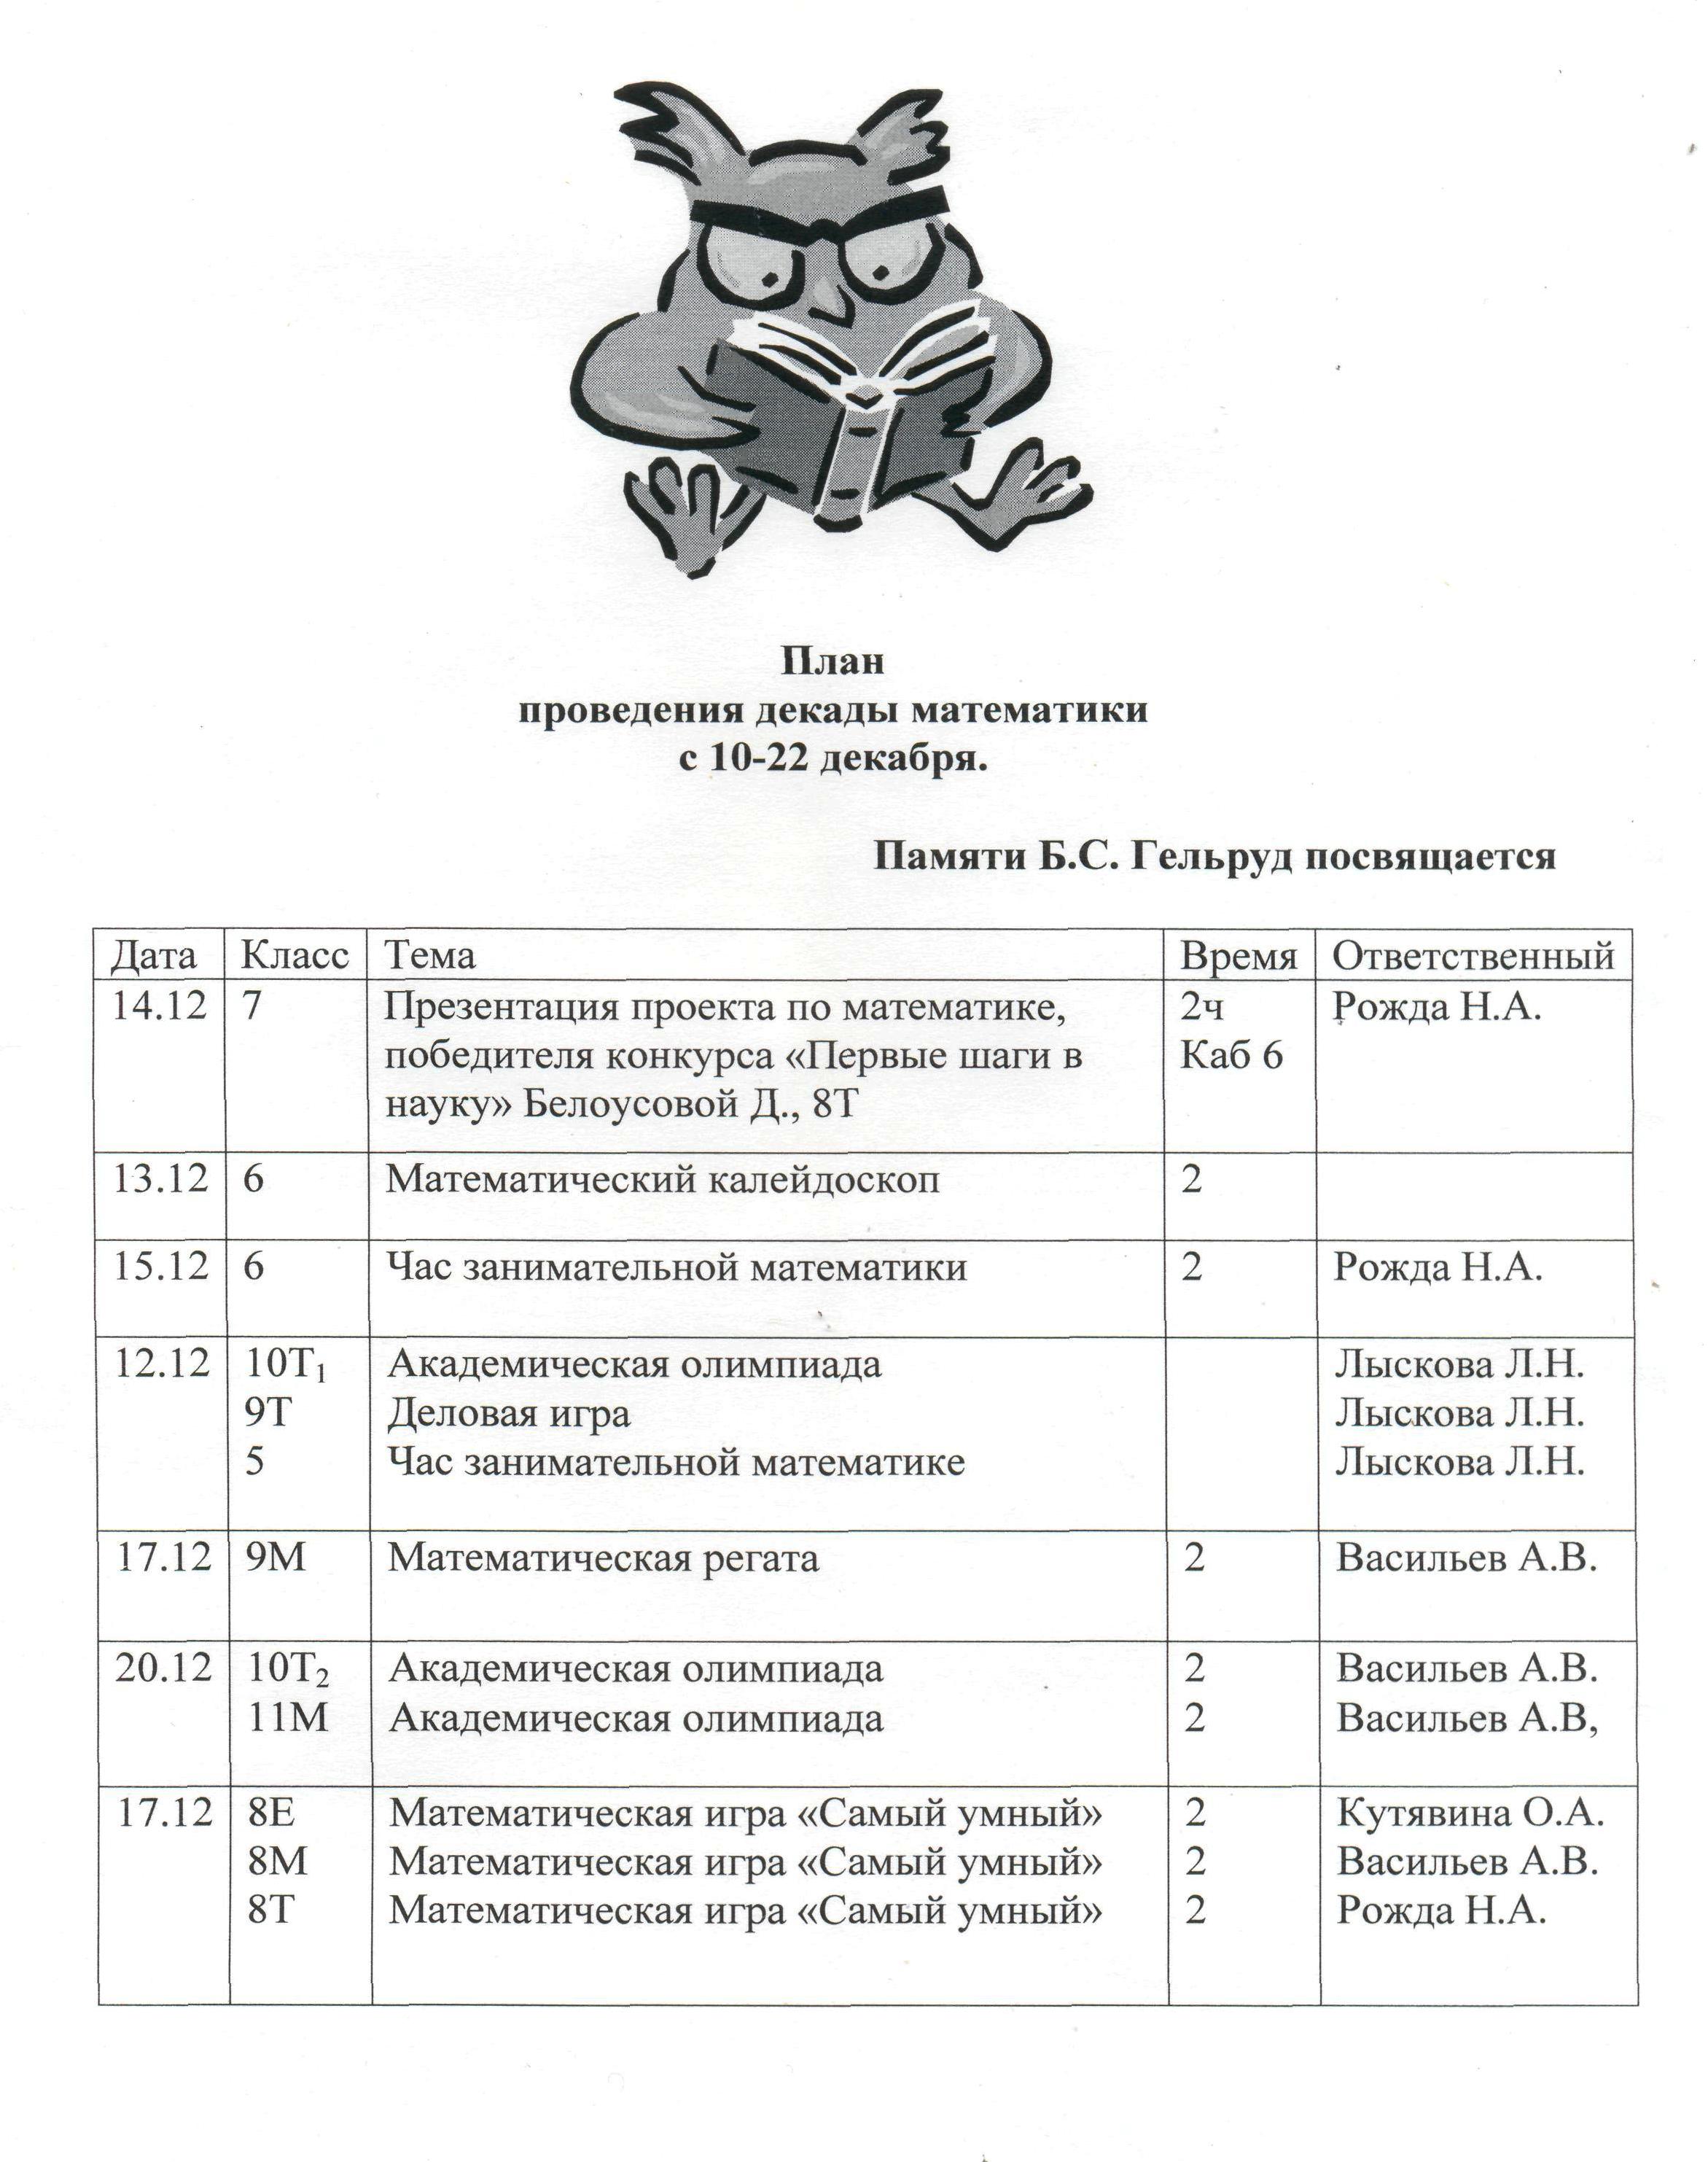 План
проведения декады математики
с 10-22 декабря.
Памяти Б.С. Гельруд посвящается
Дата Класс Тема Время Ответственный
14.12 7 Презентация проекта по математике, 2ч Рожда Н.А.
победителя конкурса «Первые шаги в Каб 6
науку» Белоусовой Д., 8Т
13.12 6 Математический калейдоскоп 2
15.12 6 Час занимательной математики 2 Рожда Н.А.
12.12 10Т₁ Академическая олимпиада Лыскова Л.Н.
9Т Деловая игра Лыскова Л.Н.
5 Час занимательной математике Лыскова Л.Н.
17.12 9М Математическая регата 2 Васильев А.В.
20.12 10Т₂ Академическая олимпиада 2 Васильев А.В.
11М Академическая олимпиада 2 Васильев А.В,
17.12 8Е Математическая игра «Самый умный» 2 Кутявина О.А.
8М Математическая игра «Самый умный» 2 Васильев А.В.
8Т Математическая игра «Самый умный» 2 Рожда Н.А.